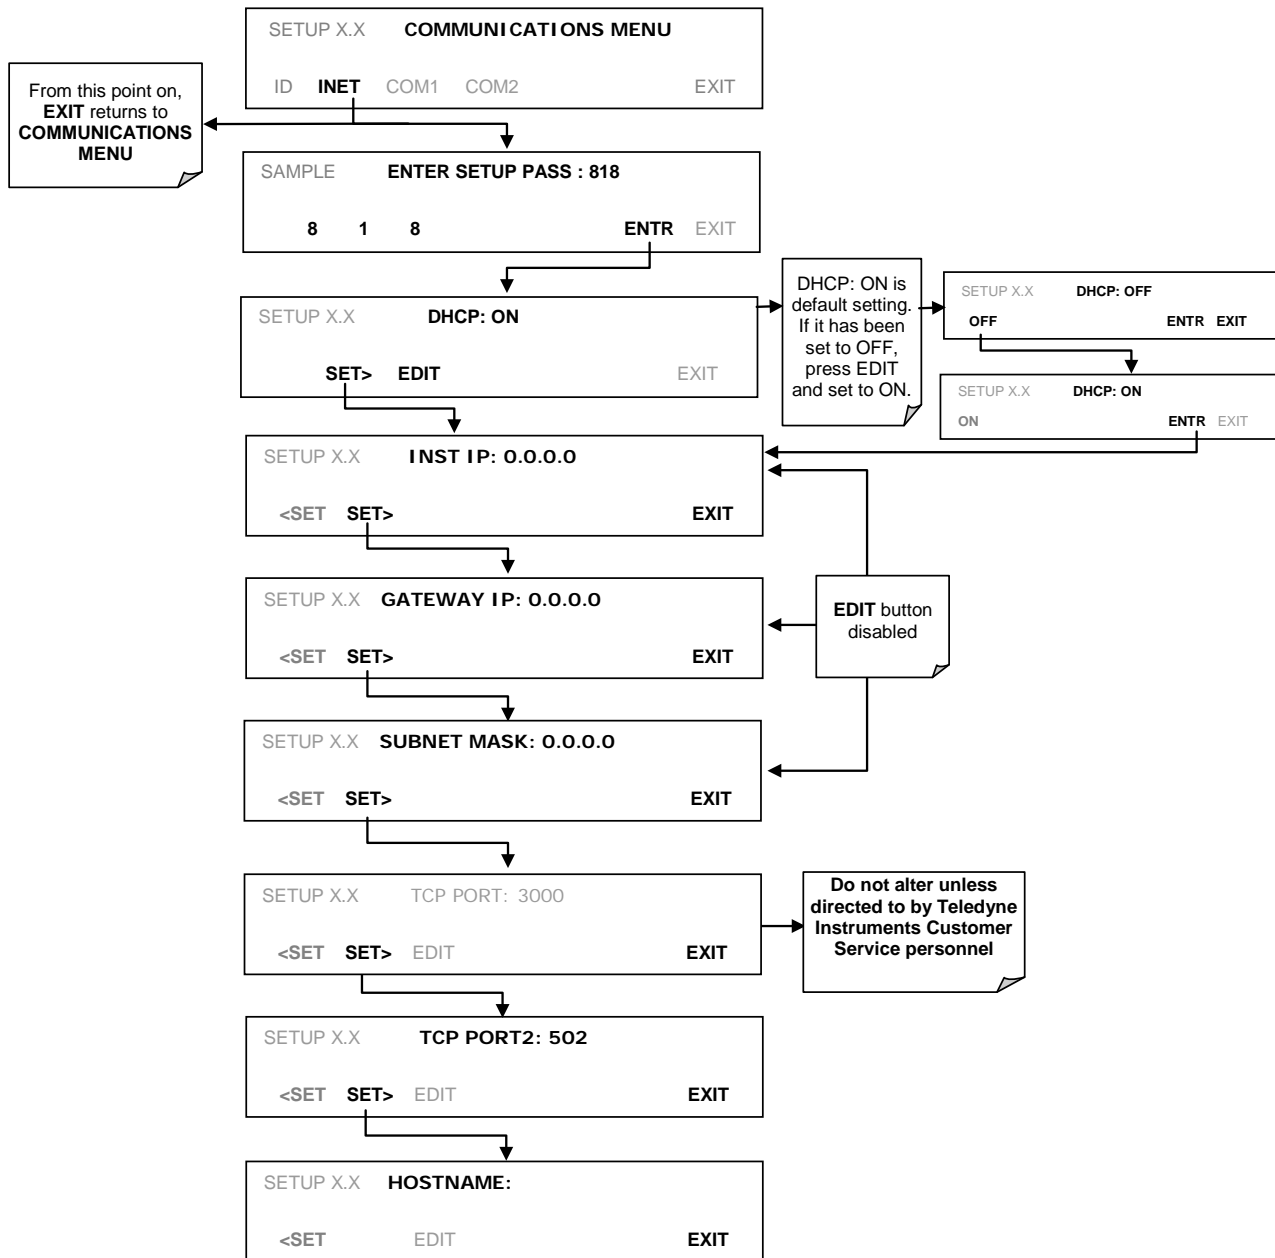 SETUP X.X COMMUNICATIONS MENU
ID INET COM1 COM2 EXIT
From this point on,
EXIT returns to
COMMUNICATIONS
MENU
SAMPLE ENTER SETUP PASS : 818
8 1 8 ENTR EXIT
SETUP X.X DHCP: ON
SET> EDIT EXIT
DHCP: ON is
default setting.
If it has been
set to OFF,
press EDIT
and set to ON.
SETUP X.X DHCP: OFF
OFF ENTR EXIT
SETUP X.X DHCP: ON
ON ENTR EXIT
SETUP X.X INST IP: 0.0.0.0
<SET SET> EXIT
SETUP X.X GATEWAY IP: 0.0.0.0
<SET SET> EXIT
EDIT button
disabled
SETUP X.X SUBNET MASK: 0.0.0.0
<SET SET> EXIT
SETUP X.X TCP PORT: 3000
<SET SET> EDIT EXIT
Do not alter unless
directed to by Teledyne
Instruments Customer
Service personnel
SETUP X.X TCP PORT2: 502
<SET SET> EDIT EXIT
SETUP X.X HOSTNAME:
<SET EDIT EXIT